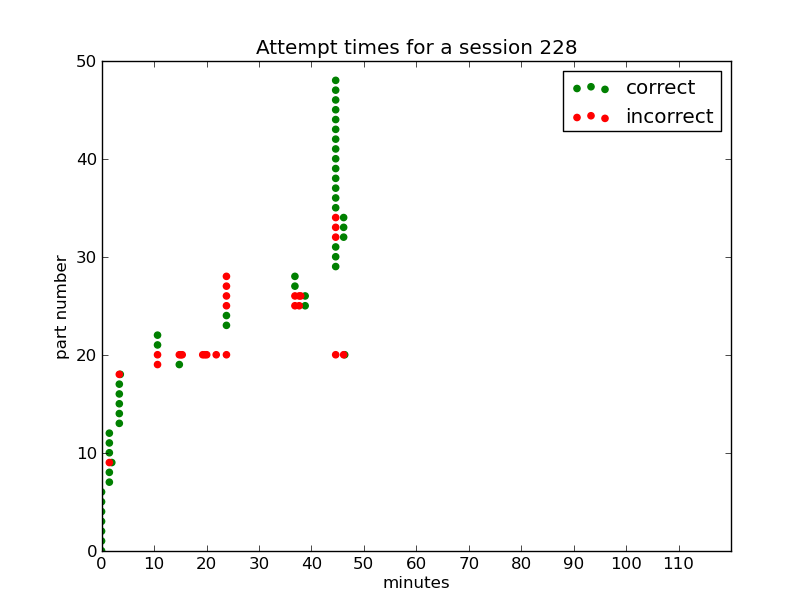 Attempt times for a session 228
correct
incorrect
50
40
30
20
10
0
part number
0 10 20 30 40 50 60 70 80 90 100 110
minutes